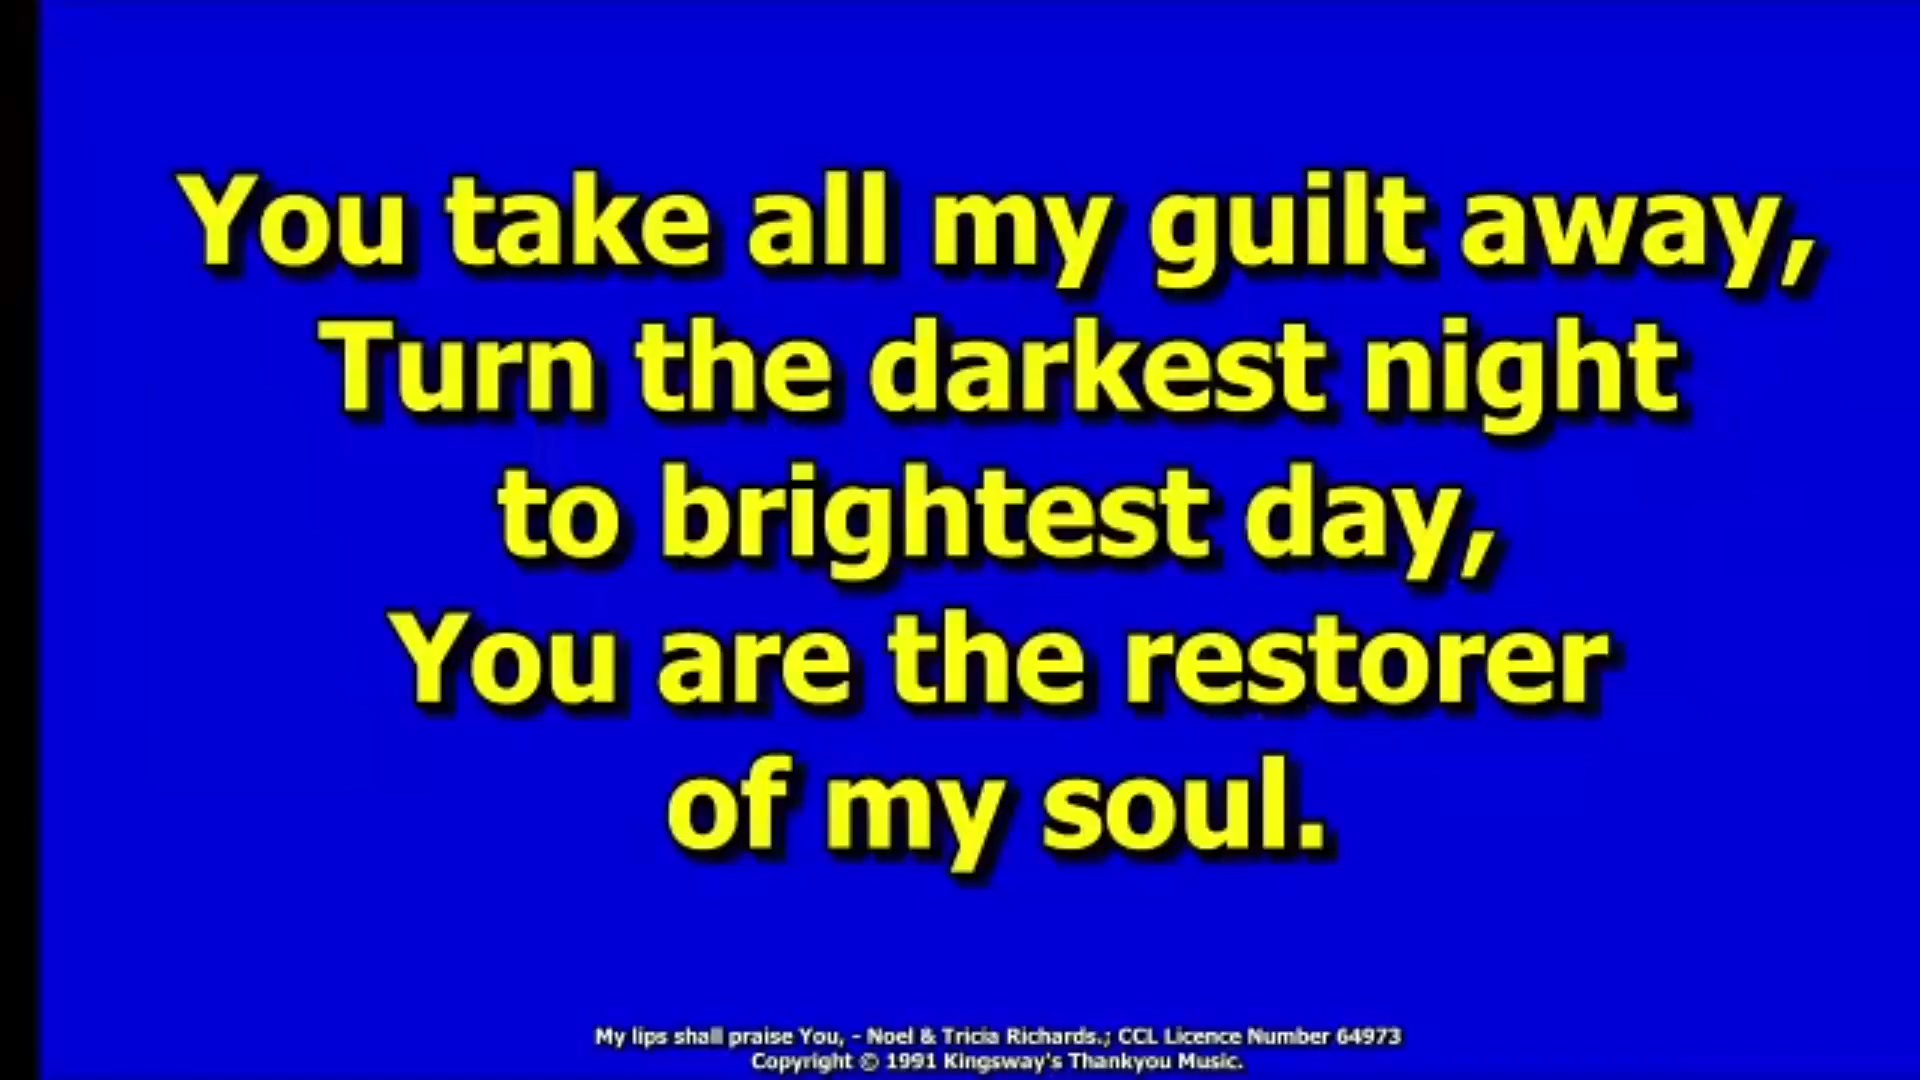 You take all my guilt away,
Turn the darkest night
to brightest day,
You are the restorer
of my soul.
My lips shall praise You, - Noel & Tricia Richards.; CCL Licence Number 64973
Copyright © 1991 Kingsway's Thankyou Music.